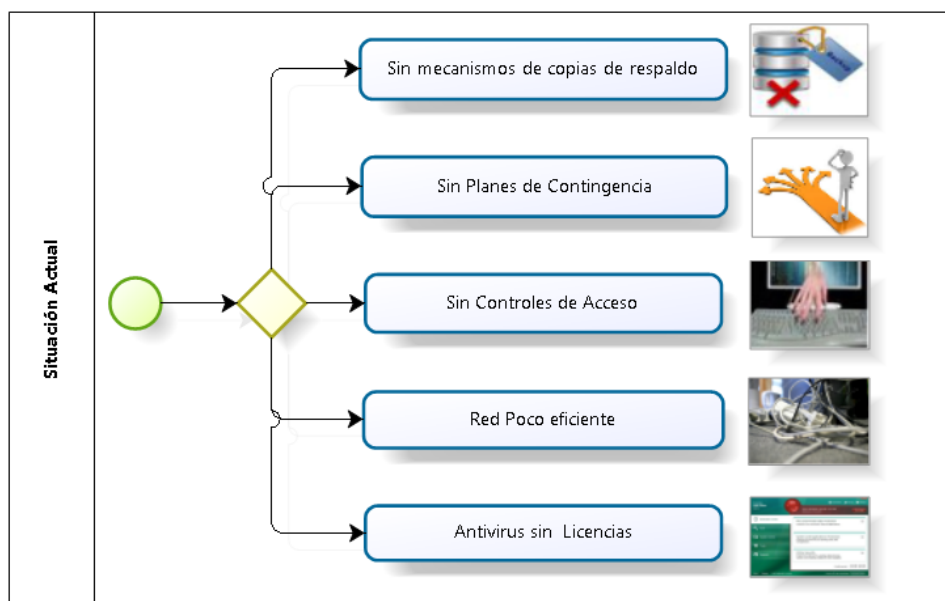 Situación Actual
Sin mecanismos de copias de respaldo
Backup
Sin Planes de Contingencia
Sin Controles de Acceso
Red Poco eficiente
Antivirus sin Licencias